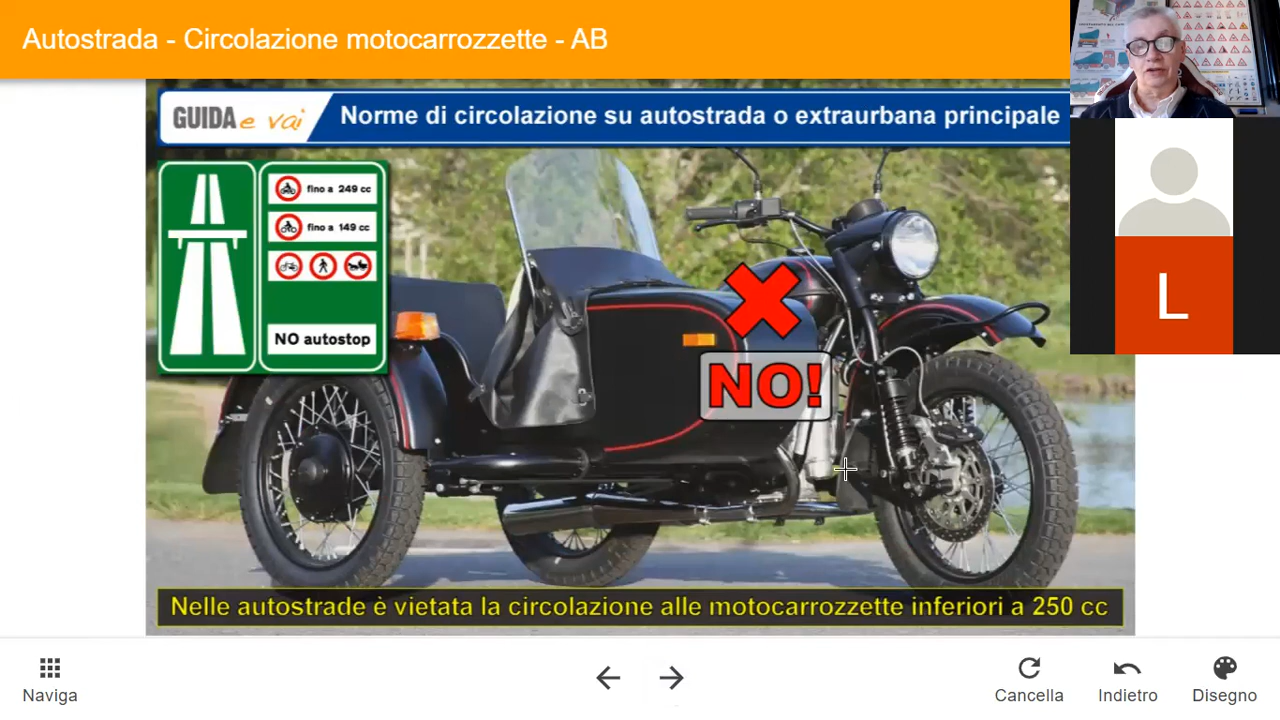 Autostrada - Circolazione motocarrozzette - AB
GUIDA e vai
Norme di circolazione su autostrada o extraurbana principale
fino a 249 cc
fino a 149 cc
NO autostop
NO!
L
Nelle autostrade è vietata la circolazione alle motocarrozzette inferiori a 250 cc
Naviga
Cancella
Indietro
Disegno